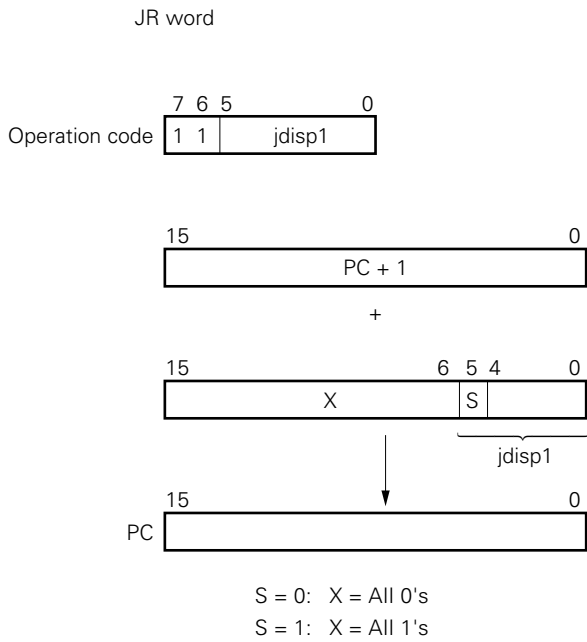 JR word
7 6 5 0
Operation code 1 1 jdisp1
15 0
PC + 1
+
15 6 5 4 0
X S
jdisp1
15 0
PC
S = 0: X = All 0's
S = 1: X = All 1's